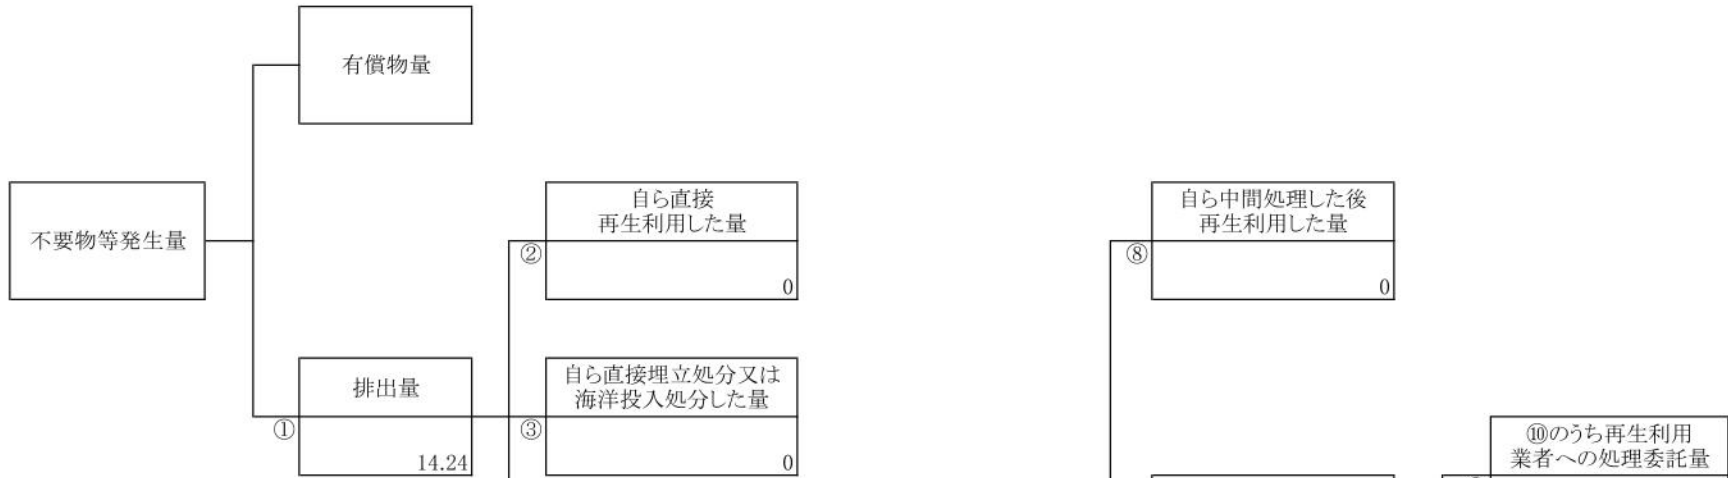 有償物量
不要物等発生量
自ら直接
再生利用した量
②
0
自ら中間処理した後
再生利用した量
⑧
0
排出量
①
14.24
自ら直接埋立処分又は
海洋投入処分した量
③
0
⑩のうち再生利用
業者への処理委託量